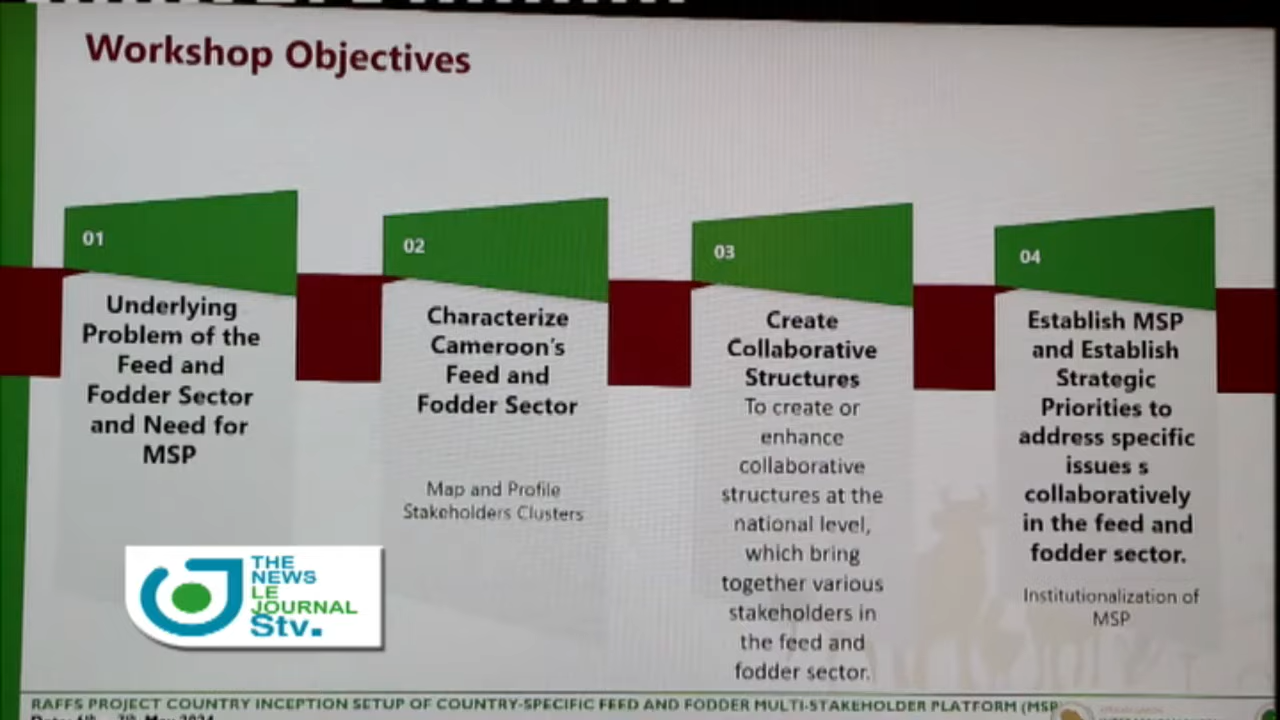 Workshop Objectives
01
Underlying
Problem of the
Feed and
Fodder Sector
and Need for
MSP
02
Characterize
Cameroon's
Feed and
Fodder Sector
Map and Profile
Stakeholders Clusters
03
Create
Collaborative
Structures
To create or
enhance
collaborative
structures at the
national level,
which bring
together various
stakeholders in
the feed and
fodder sector.
04
Establish MSP
and Establish
Strategic
Priorities to
address specific
issues s
collaboratively
in the feed and
fodder sector.
Institutionalization of
MSP
THE
NEWS
LE
JOURNAL
Stv.
RAFFS PROJECT COUNTRY INCEPTION SETUP OF COUNTRY-SPECIFIC FEED AND FODDER MULTI-STAKEHOLDER PLATFORM (MSP